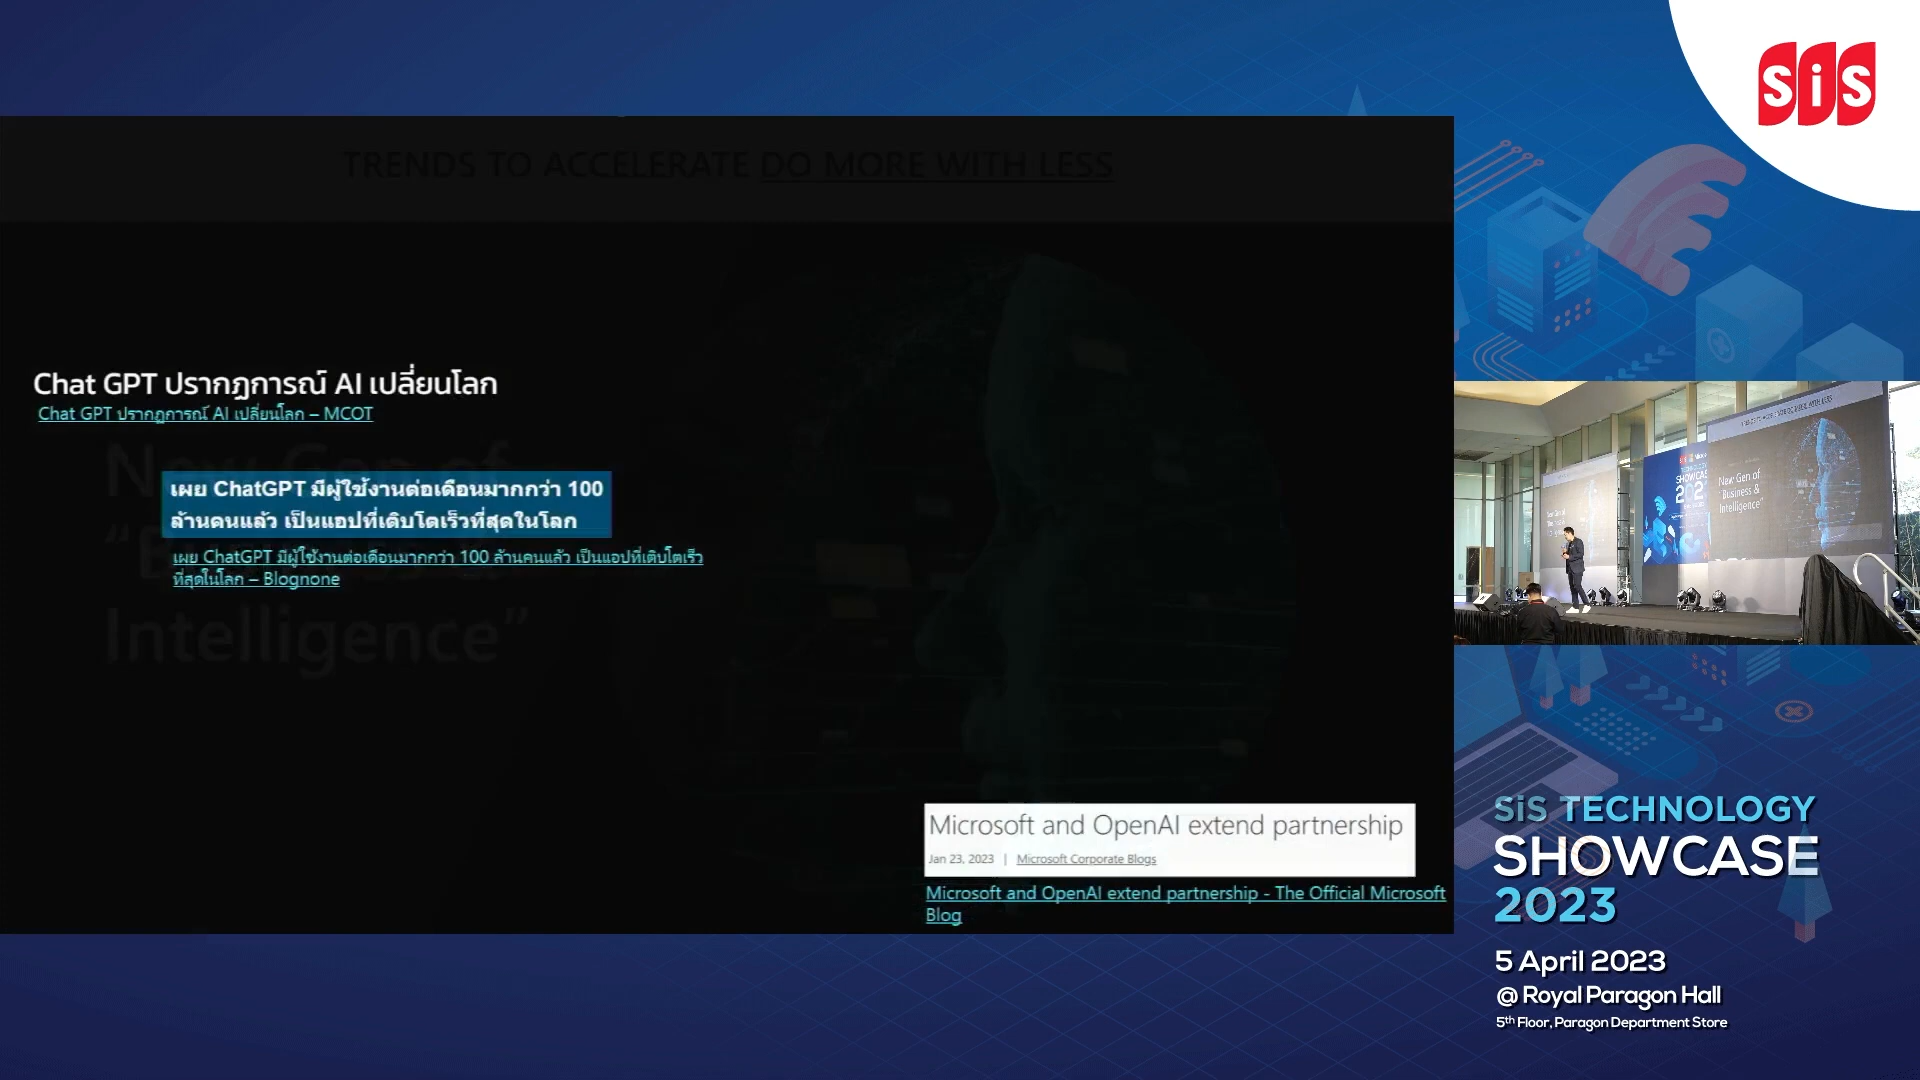 SiS
TRENDS TO ACCELERATE DO MORE WITH LESS
Chat GPT ปรากฏการณ์ AI เปลี่ยนโลก
Chat GPT ปรากฏการณ์ AI เปลี่ยนโลก – MCOT
New Gen of
เผย ChatGPT มีผู้ใช้งานต่อเดือนมากกว่า 100
ล้านคนแล้ว เป็นแอปที่เติบโตเร็วที่สุดในโลก
เผย ChatGPT มีผู้ใช้งานต่อเดือนมากกว่า 100 ล้านคนแล้ว เป็นแอปที่เติบโตเร็ว
ที่สุดในโลก – Blognone
Intelligence”
Microsoft and OpenAI extend partnership
Jan 23, 2023 | Microsoft Corporate Blogs
Microsoft and OpenAI extend partnership - The Official Microsoft
Blog
New Gen of
“Business &
Intelligence”
SiS TECHNOLOGY
SHOWCASE
2023
5 April 2023
@ Royal Paragon Hall
5th Floor, Paragon Department Store